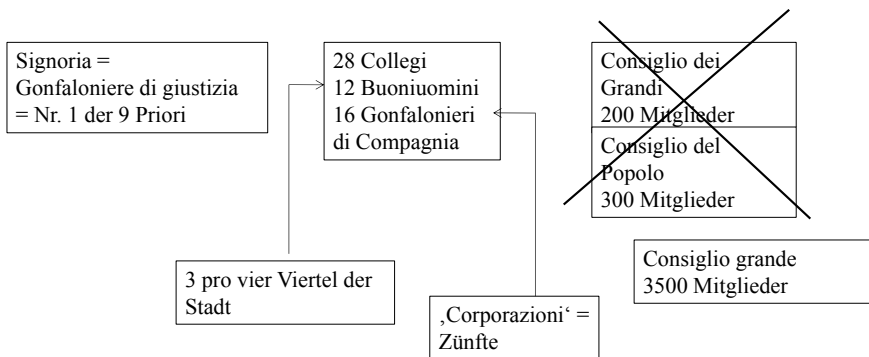 Signoria =
Gonfaloniere di giustizia
= Nr. 1 der 9 Priori
28 Collegi
12 Buoniuomini
16 Gonfalonieri
di Compagnia
Consiglio dei
Grandi
200 Mitglieder
Consiglio del
Popolo
300 Mitglieder
Consiglio grande
3500 Mitglieder
3 pro vier Viertel der
Stadt
‚Corporazioni‘ =
Zünfte